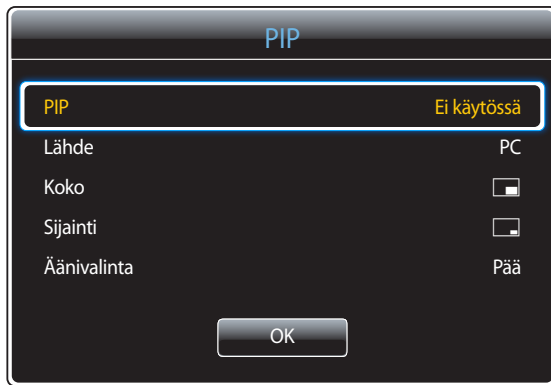 PIP
PIP Ei käytössä
Lähde PC
Koko
Sijainti
Äänivalinta Pää
OK